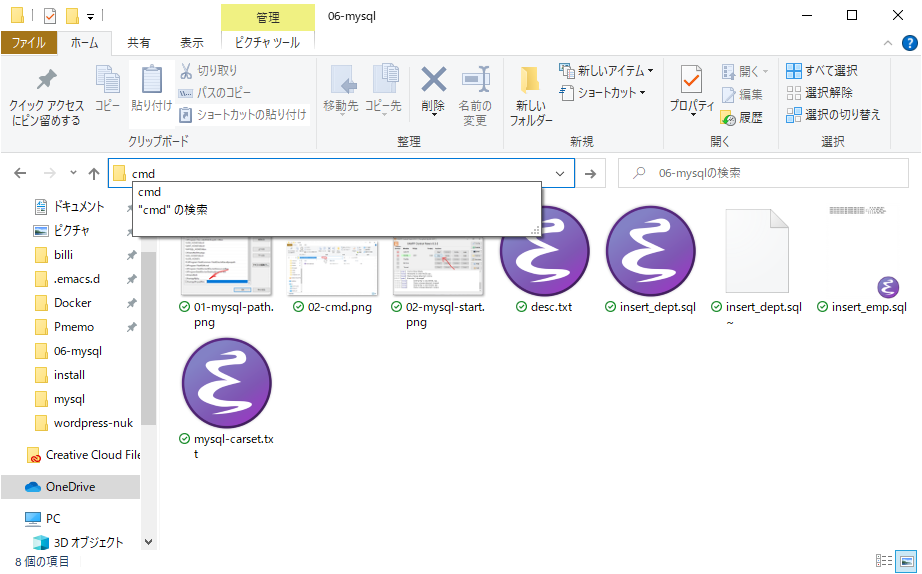 管理
06-mysql
ファイル
ホーム
共有
表示
ピクチャ ツール
クイック アクセス
にピン留めする
コピー
貼り付け
切り取り
パスのコピー
ショートカットの貼り付け
クリップボード
移動先
コピー先
削除
名前の
変更
整理
新しい
フォルダー
新しいアイテム
ショートカット
新規
プロパティ
開く
編集
履歴
開く
すべて選択
選択解除
選択の切り替え
選択
cmd
06-mysqlの検索
cmd
"cmd" の検索
ドキュメント
ピクチャ
billi
.emacs.d
Docker
Pmemo
06-mysql
install
mysql
wordpress-nuk
Creative Cloud File
OneDrive
PC
3D オブジェクト
01-mysql-path.
png
02-cmd.png
02-mysql-start.
png
desc.txt
insert_dept.sql
insert_dept.sql
~
insert_emp.sql
mysql-carset.tx
t
8 個の項目